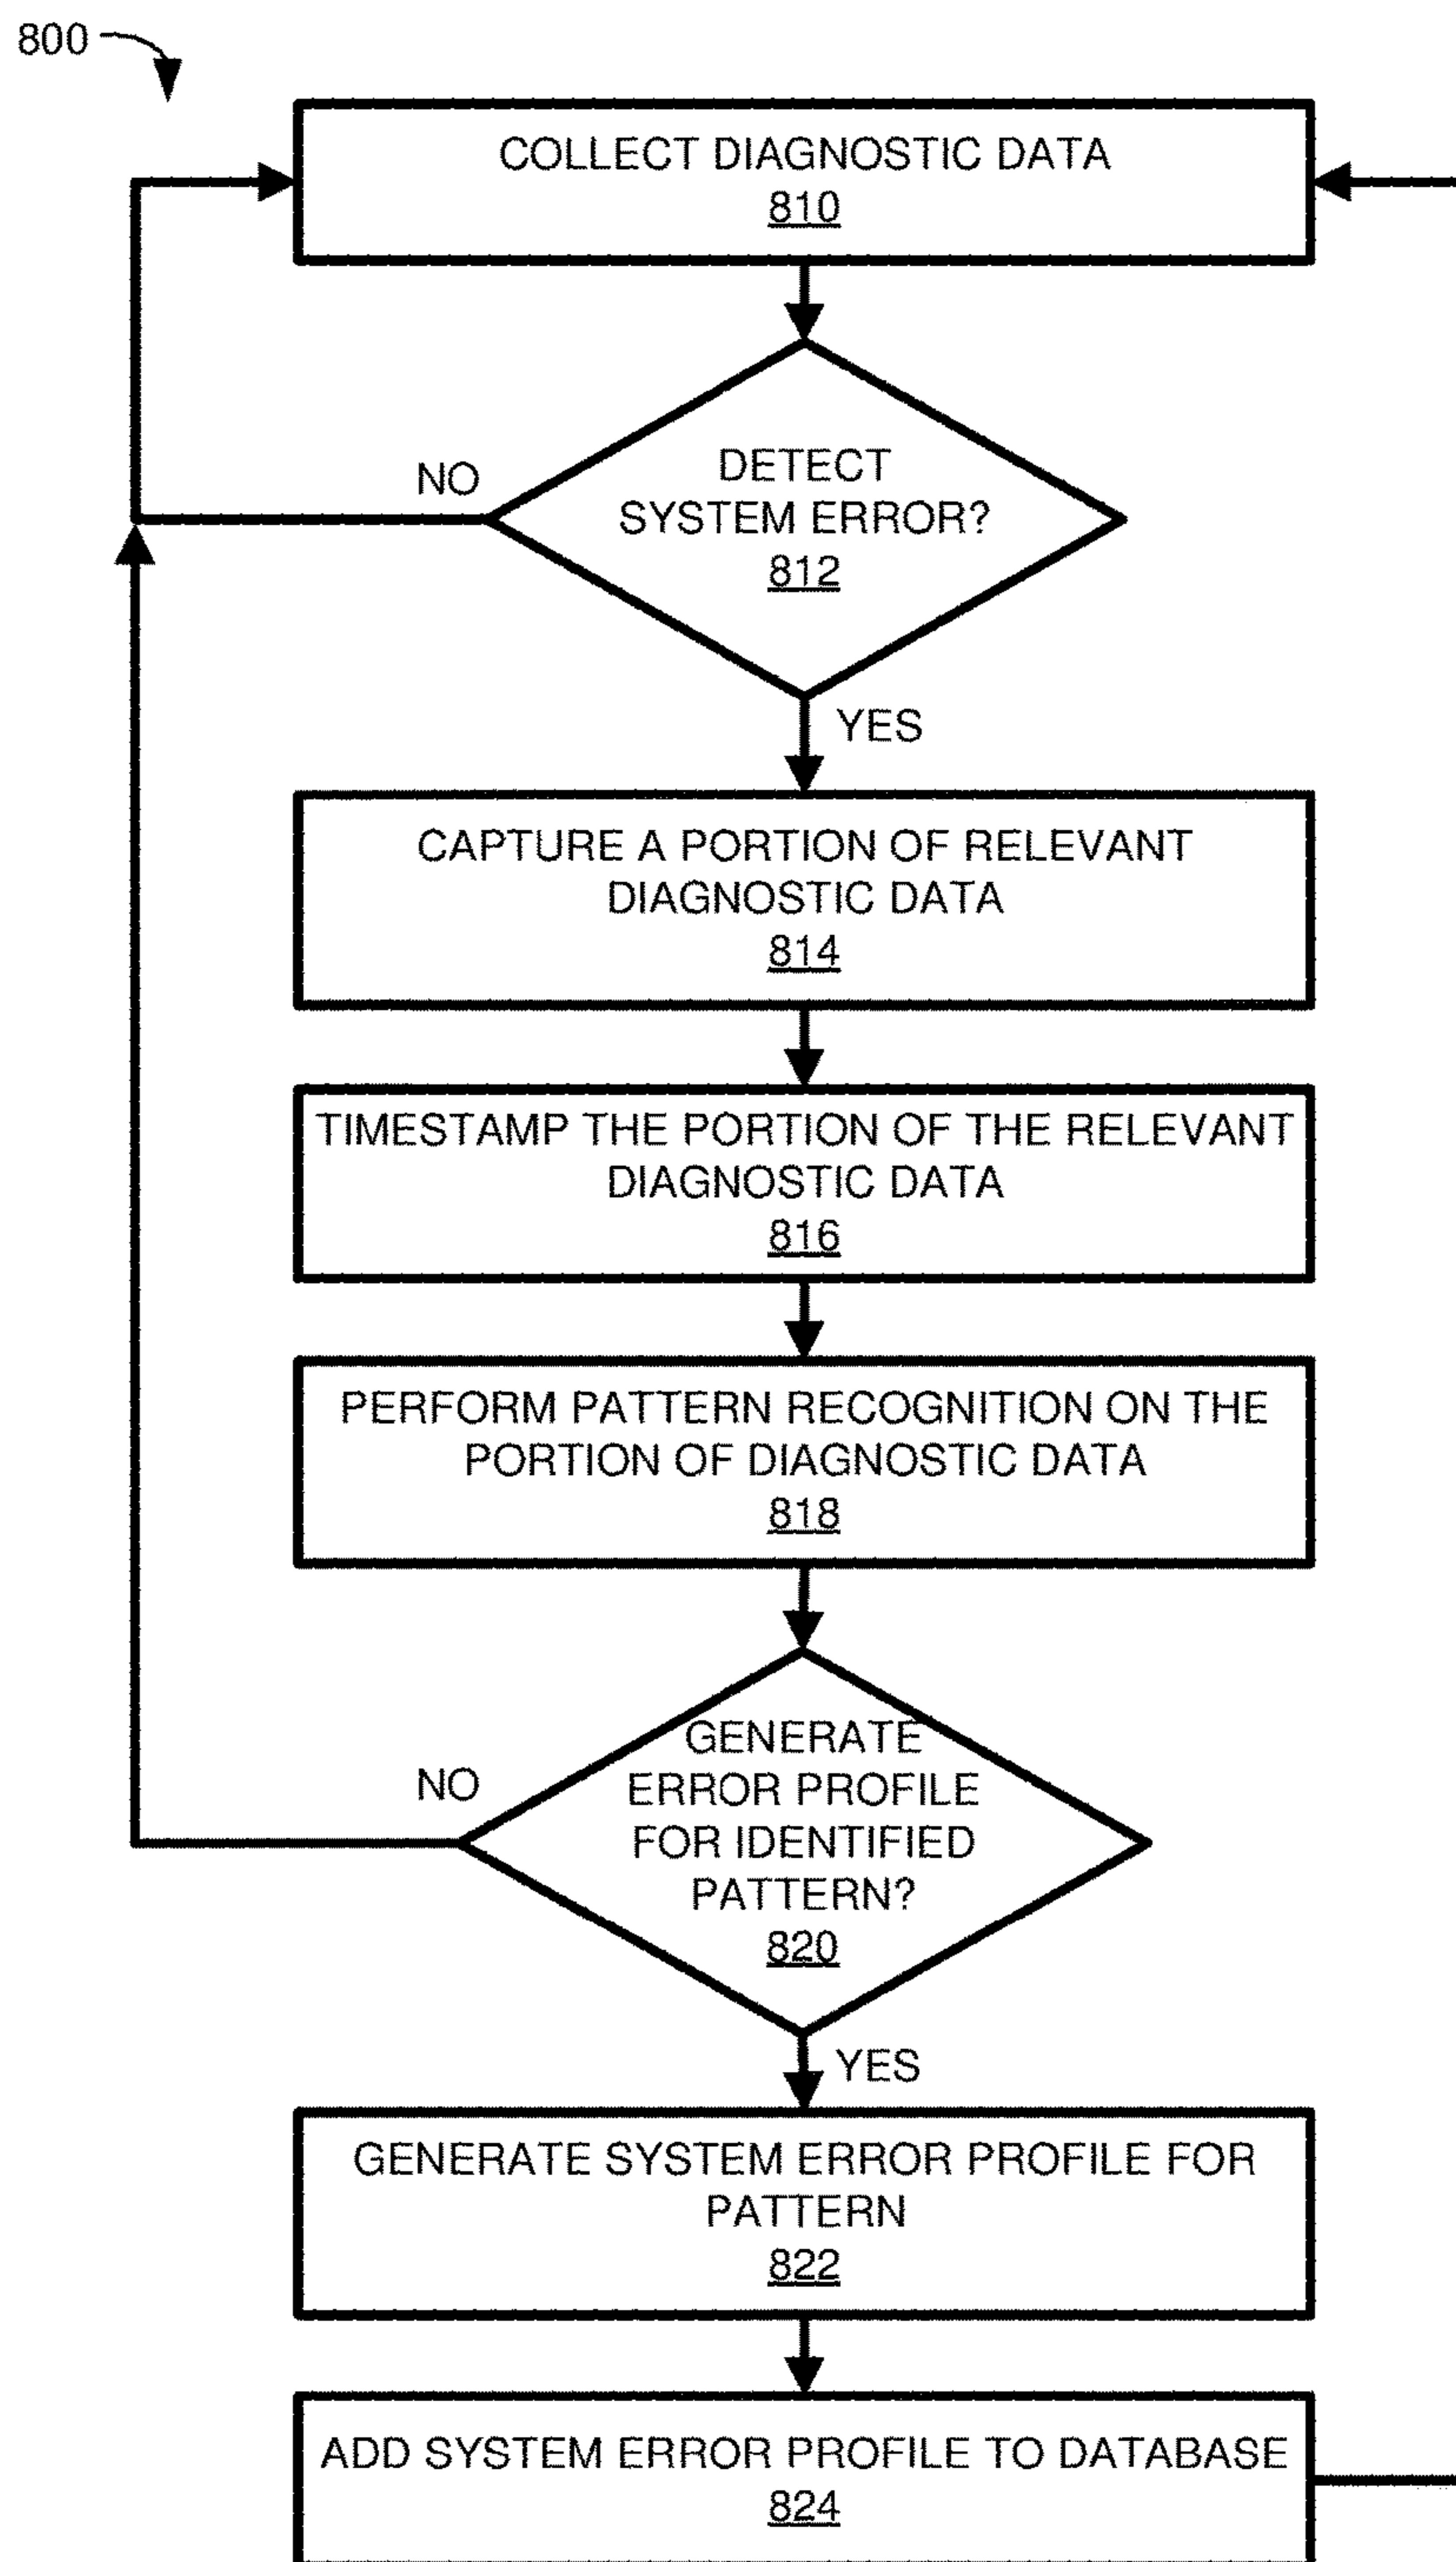 800
COLLECT DIAGNOSTIC DATA
810
DETECT
SYSTEM ERROR?
812
NO
YES
CAPTURE A PORTION OF RELEVANT
DIAGNOSTIC DATA
814
TIMESTAMP THE PORTION OF THE RELEVANT
DIAGNOSTIC DATA
816
PERFORM PATTERN RECOGNITION ON THE
PORTION OF DIAGNOSTIC DATA
818
GENERATE
ERROR PROFILE
FOR IDENTIFIED
PATTERN?
820
NO
YES
GENERATE SYSTEM ERROR PROFILE FOR
PATTERN
822
ADD SYSTEM ERROR PROFILE TO DATABASE
824